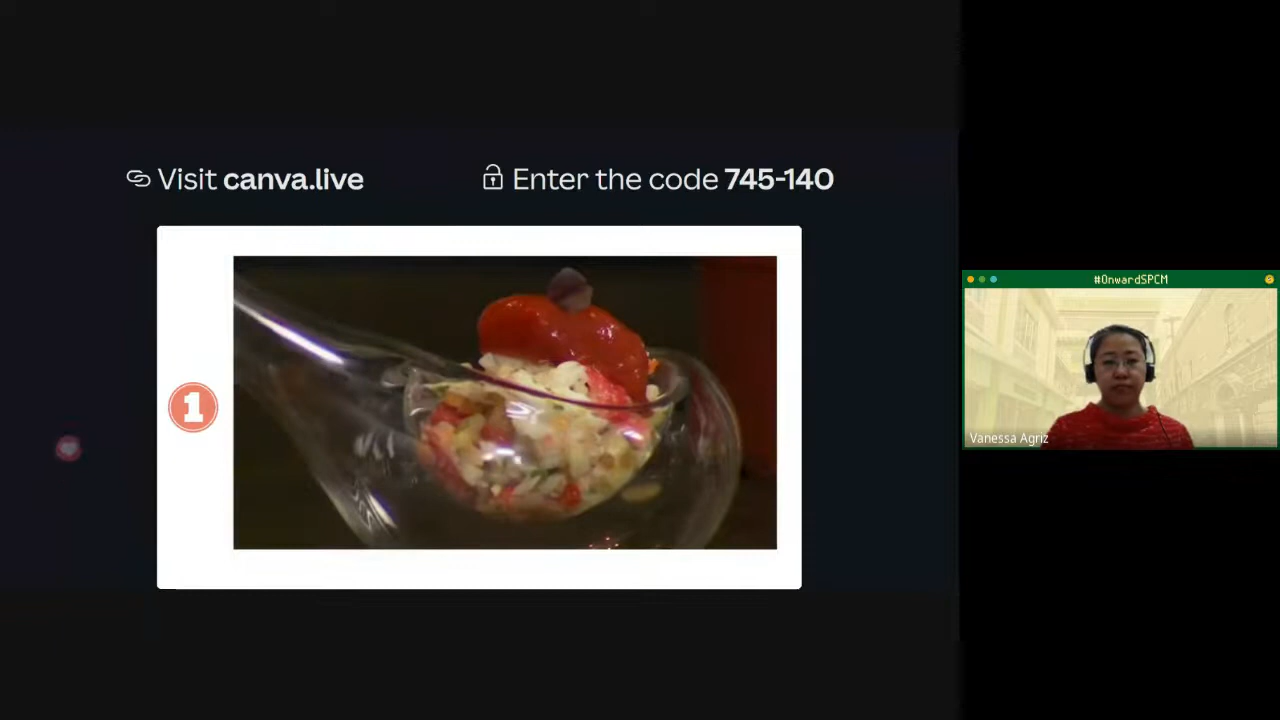 Visit canva.live
Enter the code 745-140
1
#OnwardSPCM
Vanessa Agriz